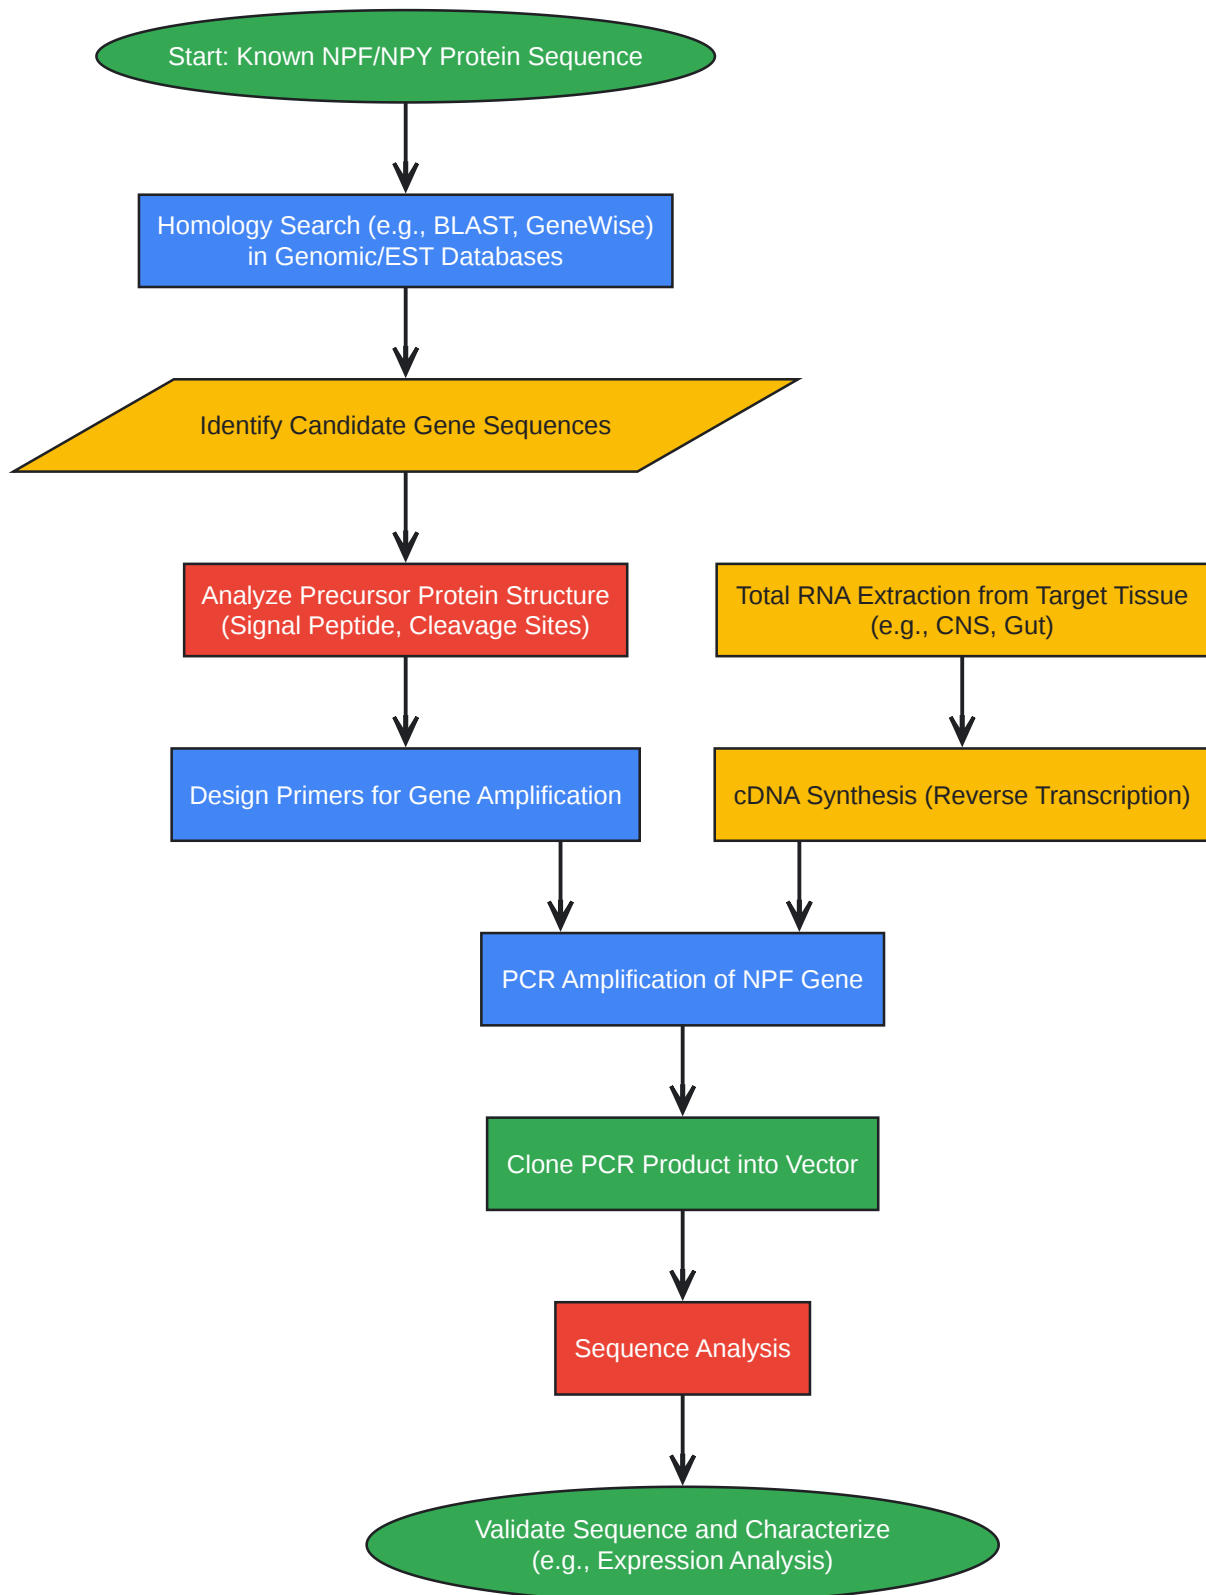 Start: Known NPF/NPY Protein Sequence
Homology Search (e.g., BLAST, GeneWise)
in Genomic/EST Databases
Identify Candidate Gene Sequences
Analyze Precursor Protein Structure
(Signal Peptide, Cleavage Sites)
Total RNA Extraction from Target Tissue
(e.g., CNS, Gut)
Design Primers for Gene Amplification
cDNA Synthesis (Reverse Transcription)
PCR Amplification of NPF Gene
Clone PCR Product into Vector
Sequence Analysis
Validate Sequence and Characterize
(e.g., Expression Analysis)